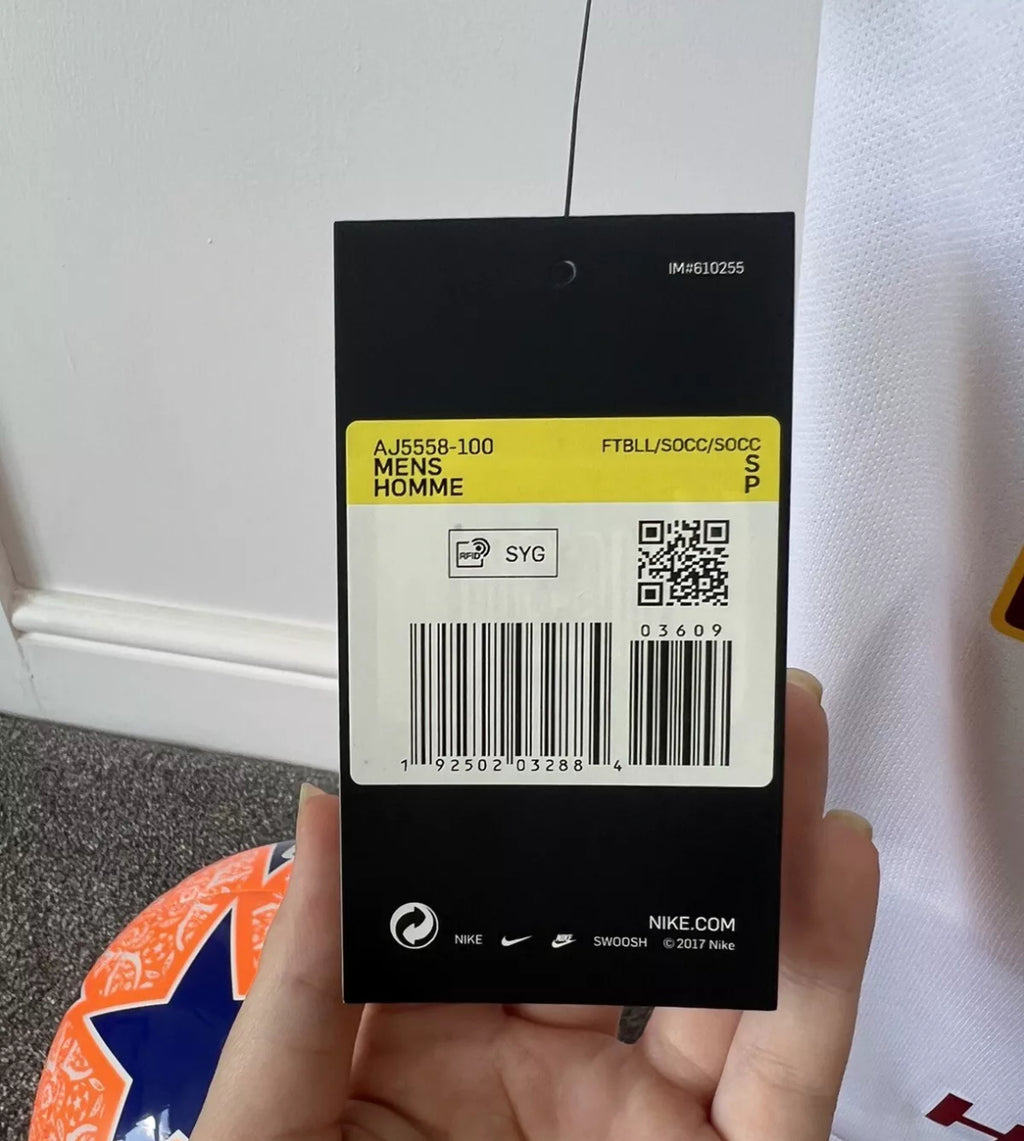 IM#610255
AJ5558-100
FTBLL/SOCC/SOCC
MENS
S
HOMME
P
RFID SYG
03609
1 92502 03288 4
NIKE.COM
NIKE SWOOSH © 2017 Nike